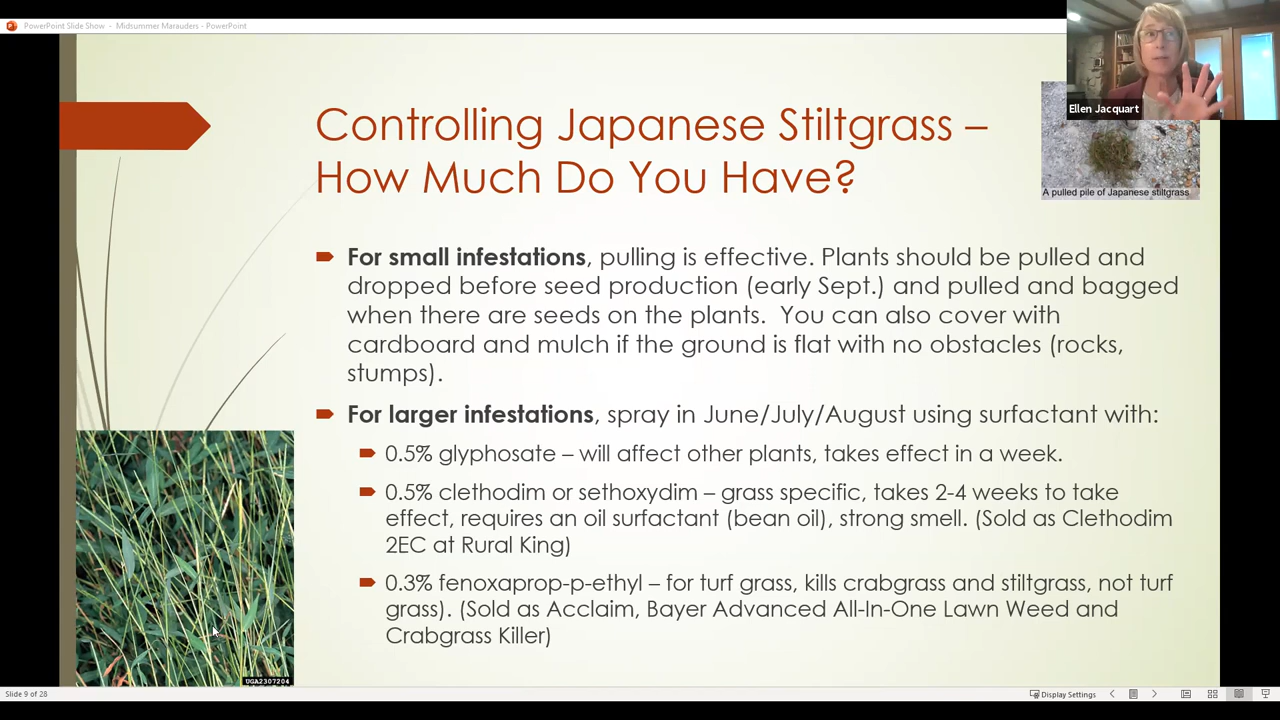 PowerPoint Slide Show - Midsummer Marauders - PowerPoint
Ellen Jacquart
Controlling Japanese Stiltgrass –
How Much Do You Have?
A pulled pile of Japanese stiltgrass
For small infestations, pulling is effective. Plants should be pulled and
dropped before seed production (early Sept.) and pulled and bagged
when there are seeds on the plants. You can also cover with
cardboard and mulch if the ground is flat with no obstacles (rocks,
stumps).
For larger infestations, spray in June/July/August using surfactant with:
0.5% glyphosate – will affect other plants, takes effect in a week.
0.5% clethodim or sethoxydim – grass specific, takes 2-4 weeks to take
effect, requires an oil surfactant (bean oil), strong smell. (Sold as Clethodim
2EC at Rural King)
0.3% fenoxaprop-p-ethyl – for turf grass, kills crabgrass and stiltgrass, not turf
grass). (Sold as Acclaim, Bayer Advanced All-In-One Lawn Weed and
Crabgrass Killer)
UGA2307204
Slide 9 of 28
Display Settings